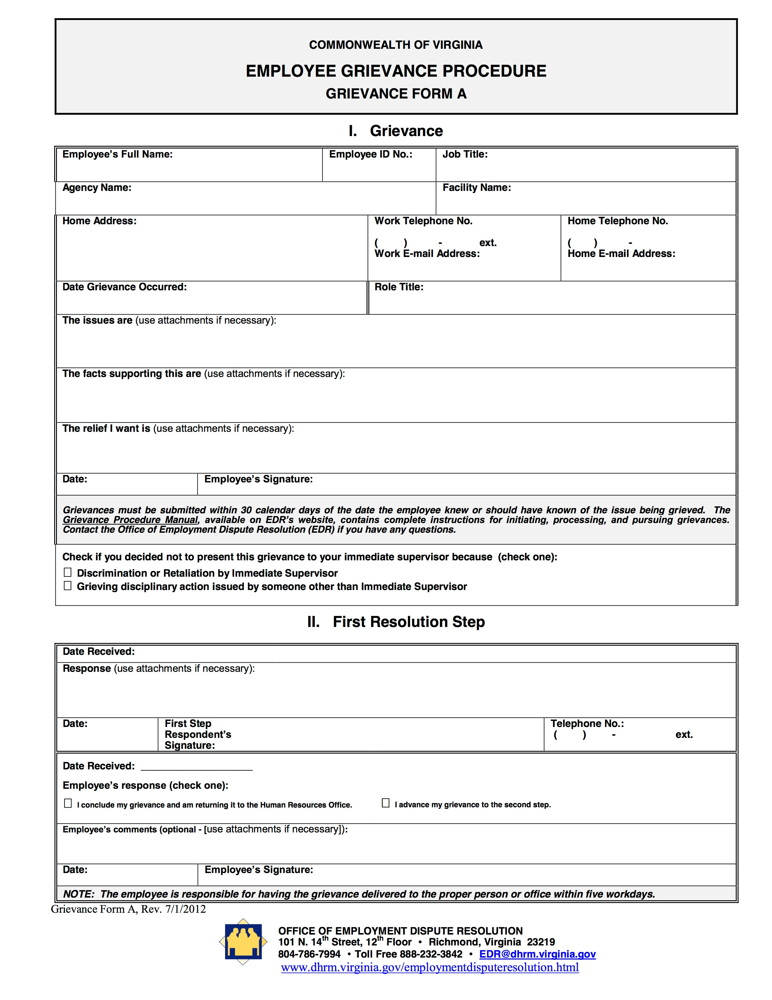 COMMONWEALTH OF VIRGINIA
EMPLOYEE GRIEVANCE PROCEDURE
GRIEVANCE FORM A
I. Grievance
Employee’s Full Name: Employee ID No.: Job Title:
Agency Name: Facility Name:
Home Address: Work Telephone No. Home Telephone No.
( ) - ext. ( ) -
Work E-mail Address: Home E-mail Address:
Date Grievance Occurred: Role Title:
The issues are (use attachments if necessary):
The facts supporting this are (use attachments if necessary):
The relief I want is (use attachments if necessary):
Date: Employee’s Signature:
Grievances must be submitted within 30 calendar days of the date the employee knew or should have known of the issue being grieved. The
Grievance Procedure Manual, available on EDR’s website, contains complete instructions for initiating, processing, and pursuing grievances.
Contact the Office of Employment Dispute Resolution (EDR) if you have any questions.
Check if you decided not to present this grievance to your immediate supervisor because (check one):
☐ Discrimination or Retaliation by Immediate Supervisor
☐ Grieving disciplinary action issued by someone other than Immediate Supervisor
II. First Resolution Step
Date Received:
Response (use attachments if necessary):
Date: First Step Telephone No.:
Respondent’s ( ) - ext.
Signature:
Date Received: ____________________
Employee’s response (check one):
☐ I conclude my grievance and am returning it to the Human Resources Office. ☐ I advance my grievance to the second step.
Employee’s comments (optional - [use attachments if necessary]):
Date: Employee’s Signature:
NOTE: The employee is responsible for having the grievance delivered to the proper person or office within five workdays.
Grievance Form A, Rev. 7/1/2012
OFFICE OF EMPLOYMENT DISPUTE RESOLUTION
101 N. 14th Street, 12th Floor • Richmond, Virginia 23219
804-786-7994 • Toll Free 888-232-3842 • EDR@dhrm.virginia.gov
www.dhrm.virginia.gov/employmentdisputeresolution.html